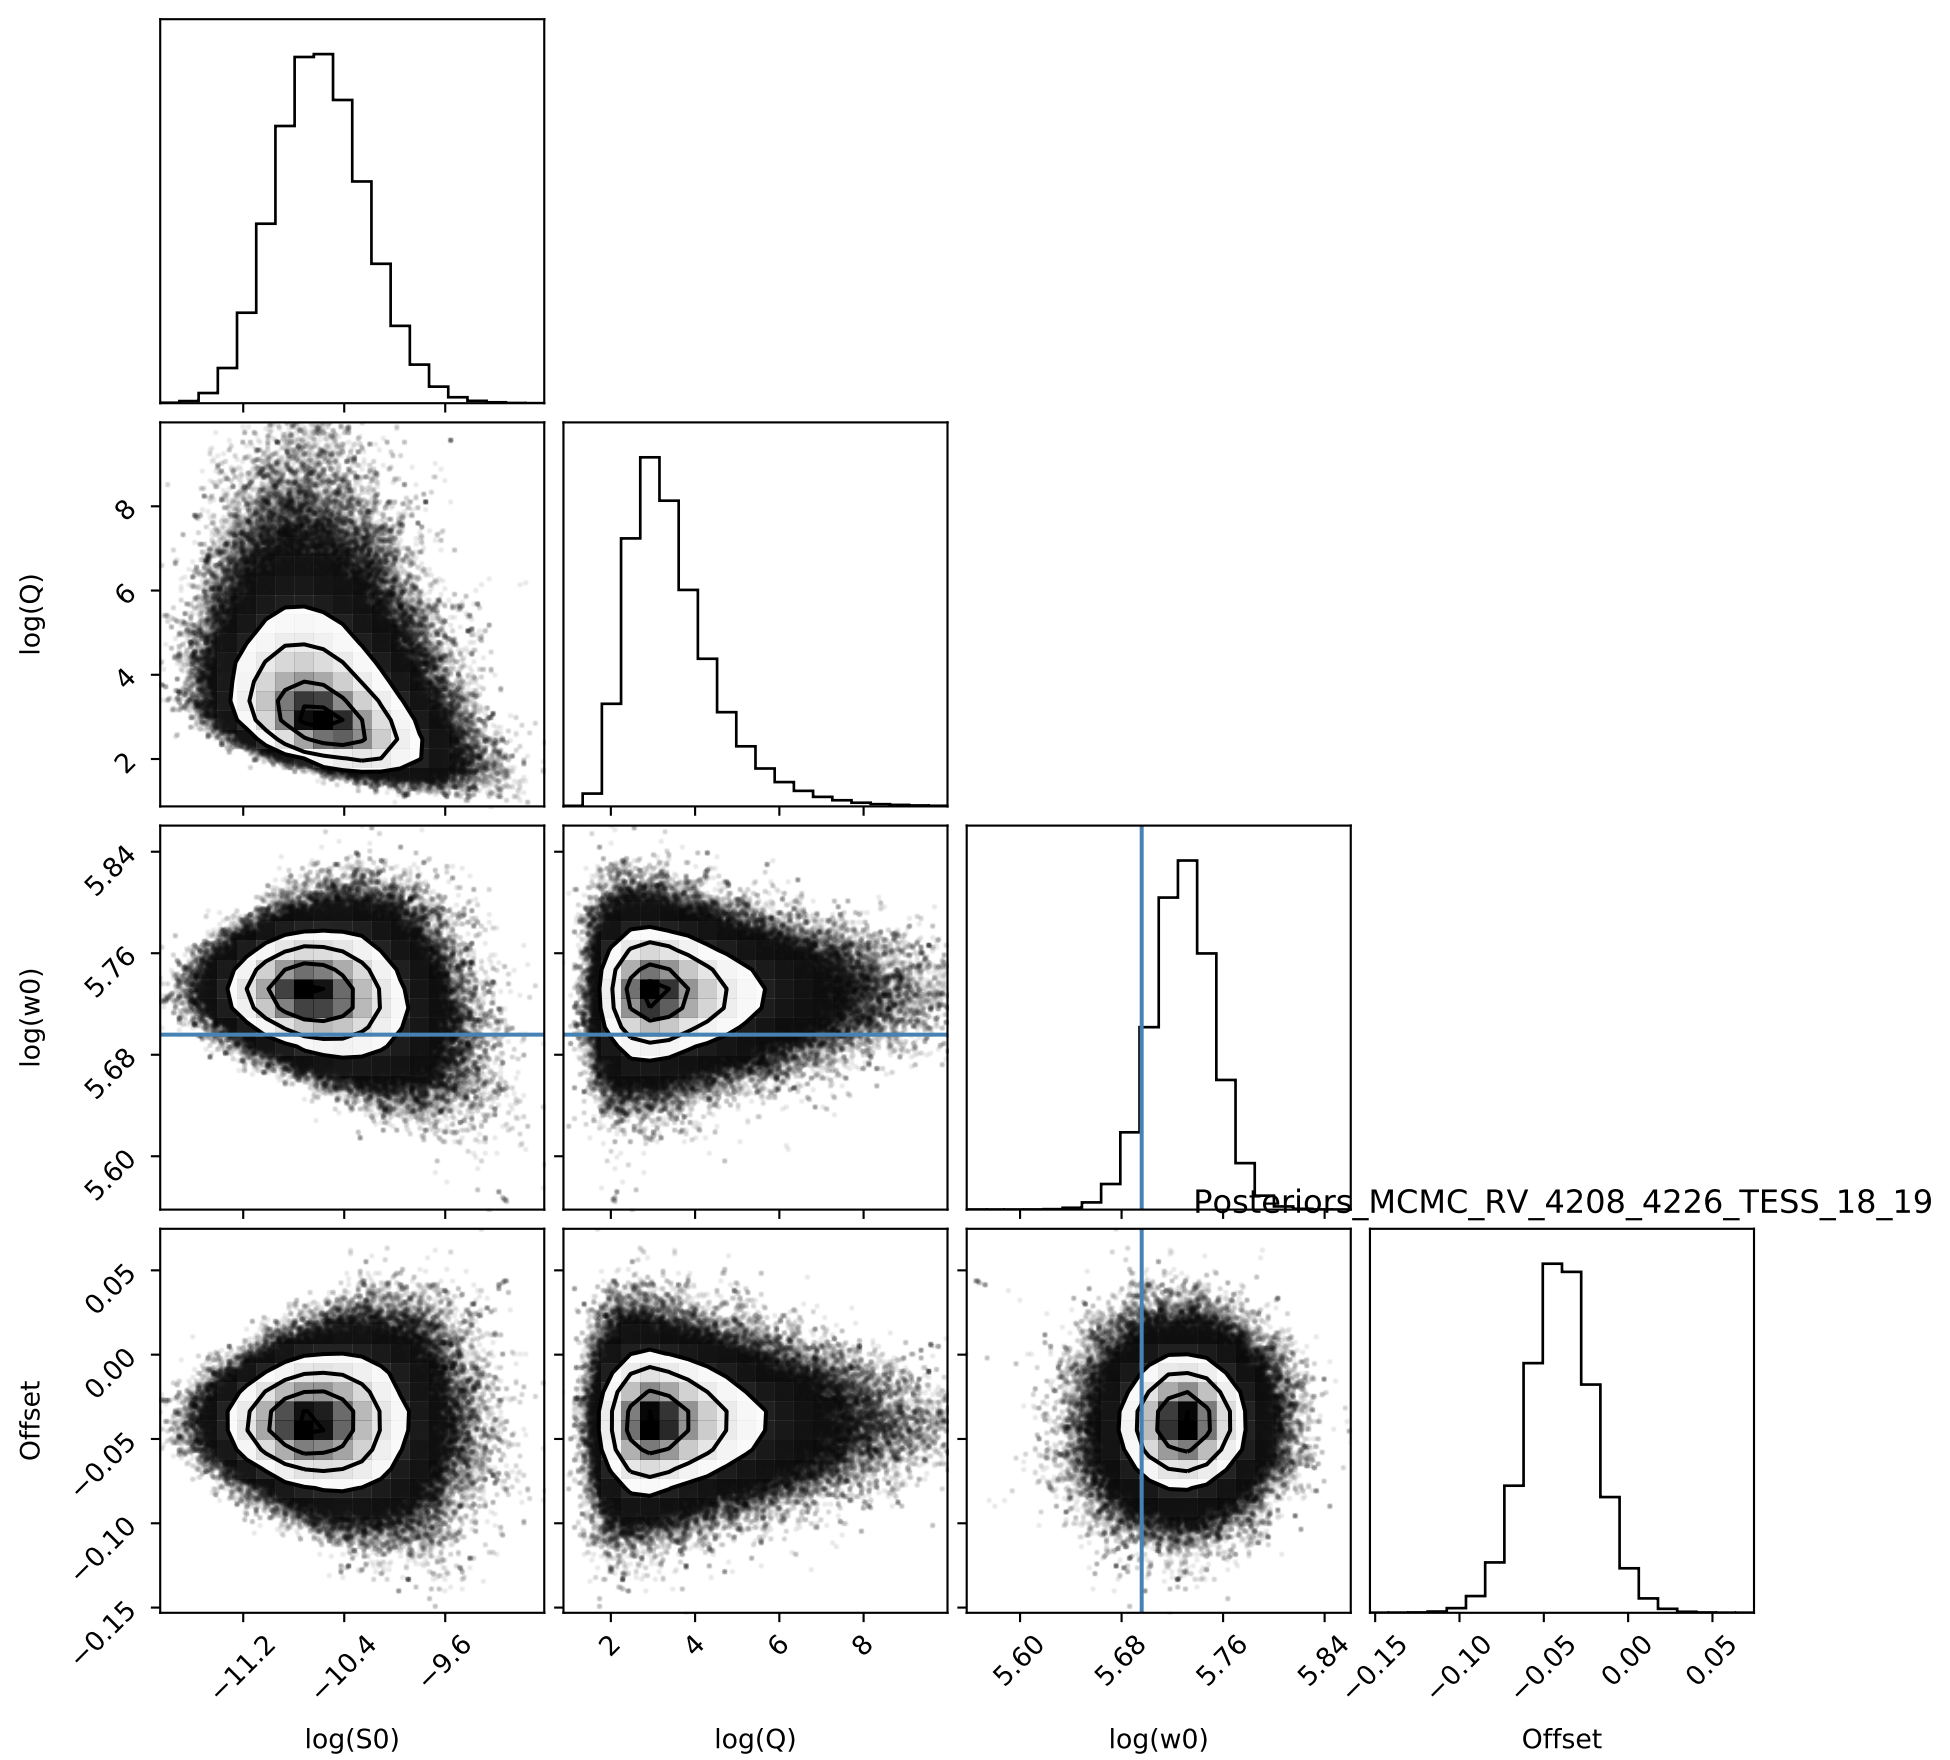 log(Q)
8
6
4
2
log(w0)
5.84
5.76
5.68
5.60
Posteriors_MCMC_RV_4208_4226_TESS_18_19
Offset
0.05
0.00
−0.05
−0.10
−0.15
−11.2 −10.4 −9.6 2 4 6 8 5.60 5.68 5.76 5.84 −0.15 −0.10 −0.05 0.00 0.05
log(S0) log(Q) log(w0) Offset